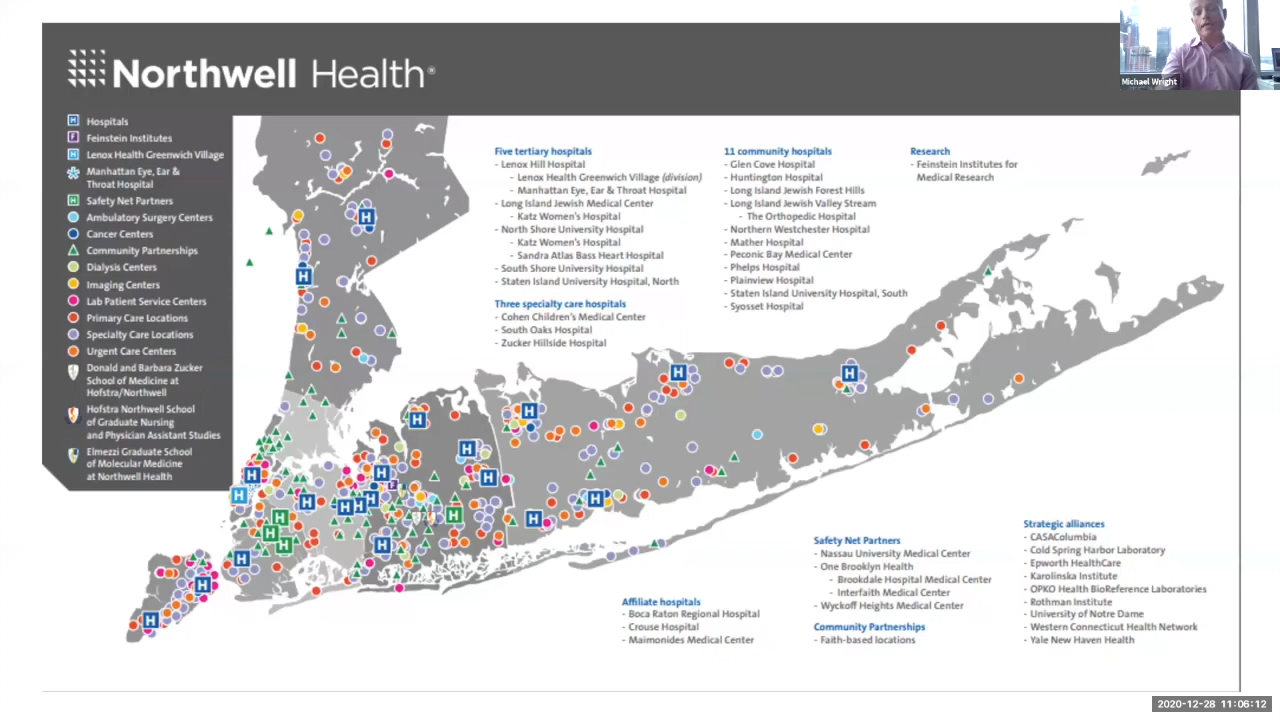 Northwell Health®
Michael Wright
Hospitals
Feinstein Institutes
Lenox Health Greenwich Village
Manhattan Eye, Ear &
Throat Hospital
Safety Net Partners
Ambulatory Surgery Centers
Cancer Centers
Community Partnerships
Dialysis Centers
Imaging Centers
Lab Patient Service Centers
Primary Care Locations
Specialty Care Locations
Urgent Care Centers
Donald and Barbara Zucker
School of Medicine at
Hofstra/Northwell
Hofstra Northwell School
of Graduate Nursing
and Physician Assistant Studies
Elmezzi Graduate School
of Molecular Medicine
at Northwell Health
Five tertiary hospitals
- Lenox Hill Hospital
- Lenox Health Greenwich Village (division)
- Manhattan Eye, Ear & Throat Hospital
- Long Island Jewish Medical Center
- Katz Women's Hospital
- North Shore University Hospital
- Katz Women's Hospital
- Sandra Atlas Bass Heart Hospital
- South Shore University Hospital
- Staten Island University Hospital, North
Three specialty care hospitals
- Cohen Children's Medical Center
- South Oaks Hospital
- Zucker Hillside Hospital
11 community hospitals
- Glen Cove Hospital
- Huntington Hospital
- Long Island Jewish Forest Hills
- Long Island Jewish Valley Stream
- The Orthopedic Hospital
- Northern Westchester Hospital
- Mather Hospital
- Peconic Bay Medical Center
- Phelps Hospital
- Plainview Hospital
- Staten Island University Hospital, South
- Syosset Hospital
Research
- Feinstein Institutes for
Medical Research
Affiliate hospitals
- Boca Raton Regional Hospital
- Crouse Hospital
- Maimonides Medical Center
Safety Net Partners
- Nassau University Medical Center
- One Brooklyn Health
- Brookdale Hospital Medical Center
- Interfaith Medical Center
- Wyckoff Heights Medical Center
Community Partnerships
- Faith-based locations
Strategic alliances
- CASAColumbia
- Cold Spring Harbor Laboratory
- Epworth HealthCare
- Karolinska Institute
- OPKO Health BioReference Laboratories
- Rothman Institute
- University of Notre Dame
- Western Connecticut Health Network
- Yale New Haven Health
2020-12-28 11:06:12